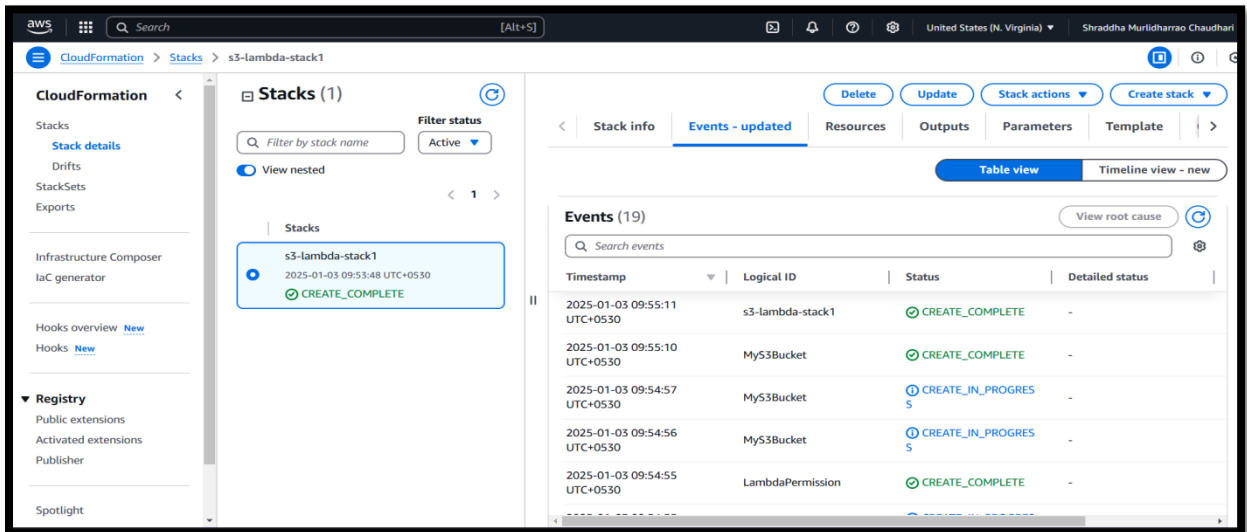 aws
Search
[Alt+S]
United States (N. Virginia)
Shraddha Murlidharrao Chaudhari
CloudFormation > Stacks > s3-lambda-stack1
CloudFormation
Stacks
Stack details
Drifts
StackSets
Exports
Infrastructure Composer
IaC generator
Hooks overview New
Hooks New
Registry
Public extensions
Activated extensions
Publisher
Spotlight
Stacks (1)
Filter status
Filter by stack name
Active
View nested
1
Stacks
s3-lambda-stack1
2025-01-03 09:53:48 UTC+0530
CREATE_COMPLETE
Delete
Update
Stack actions
Create stack
Stack info
Events - updated
Resources
Outputs
Parameters
Template
Table view
Timeline view - new
Events (19)
View root cause
Search events
Timestamp Logical ID Status Detailed status
2025-01-03 09:55:11
UTC+0530
s3-lambda-stack1
CREATE_COMPLETE
-
2025-01-03 09:55:10
UTC+0530
MyS3Bucket
CREATE_COMPLETE
-
2025-01-03 09:54:57
UTC+0530
MyS3Bucket
CREATE_IN_PROGRES
S
-
2025-01-03 09:54:56
UTC+0530
MyS3Bucket
CREATE_IN_PROGRES
S
-
2025-01-03 09:54:55
UTC+0530
LambdaPermission
CREATE_COMPLETE
-